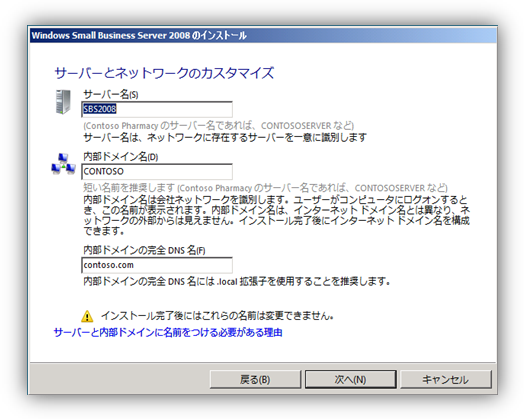 Windows Small Business Server 2008 のインストール
サーバーとネットワークのカスタマイズ
サーバー名(S)
SBS2008
(Contoso Pharmacy のサーバー名であれば、CONTOSOSERVER など)
サーバー名は、ネットワークに存在するサーバーを一意に識別します
内部ドメイン名(D)
CONTOSO
短い名前を推奨します (Contoso Pharmacy のサーバー名であれば、CONTOSOSERVER など)
内部ドメイン名は会社ネットワークを識別します。ユーザーがコンピュータにログオンすると
き、この名前が表示されます。内部ドメイン名は、インターネット ドメイン名とは異なり、ネ
ットワークの外部からは見えません。インストール完了後にインターネット ドメイン名を構成
できます。
内部ドメインの完全 DNS 名(F)
contoso.com
内部ドメインの完全 DNS 名には .local 拡張子を使用することを推奨します。
インストール完了後にはこれらの名前は変更できません。
サーバーと内部ドメインに名前をつける必要がある理由
戻る(B)
次へ(N)
キャンセル